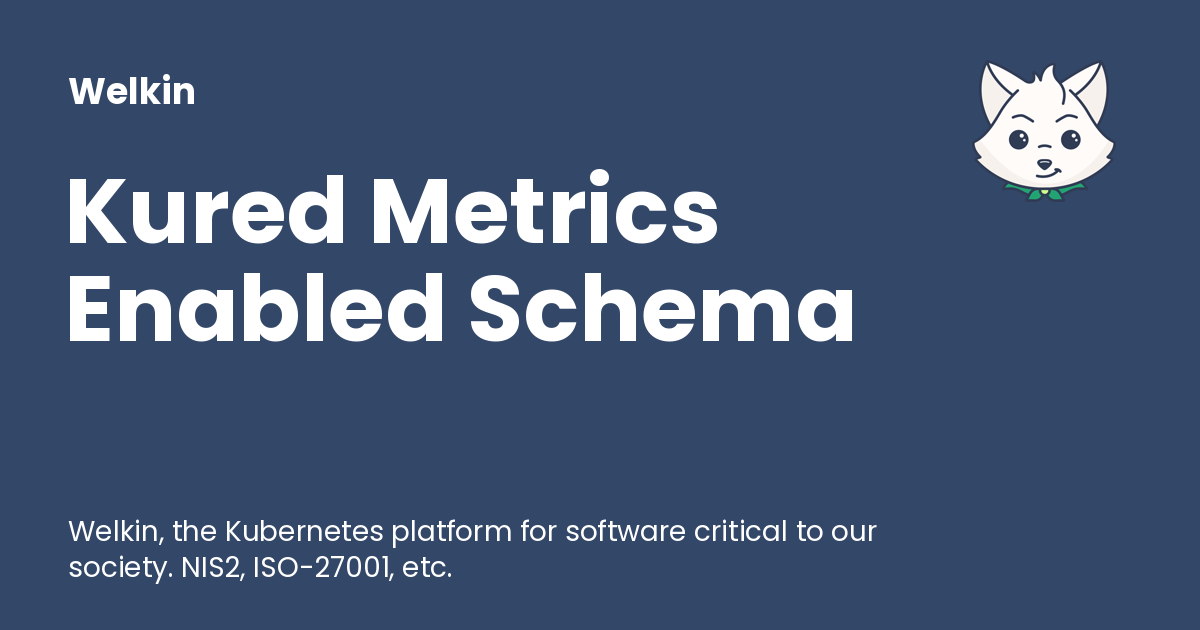 Welkin
Kured Metrics
Enabled Schema
Welkin, the Kubernetes platform for software critical to our
society. NIS2, ISO-27001, etc.